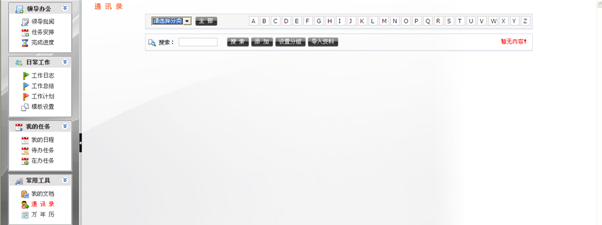 领导办公
领导批阅
任务安排
完成进度
日常工作
工作日志
工作总结
工作计划
模板设置
我的任务
我的日程
待办任务
在办任务
常用工具
我的文档
通 讯 录
万 年 历
通 讯 录
请选择分类 全 部 A B C D E F G H I J K L M N O P Q R S T U V W X Y Z
搜索： 搜 索 添 加 设置分组 导入资料 暂无内容!